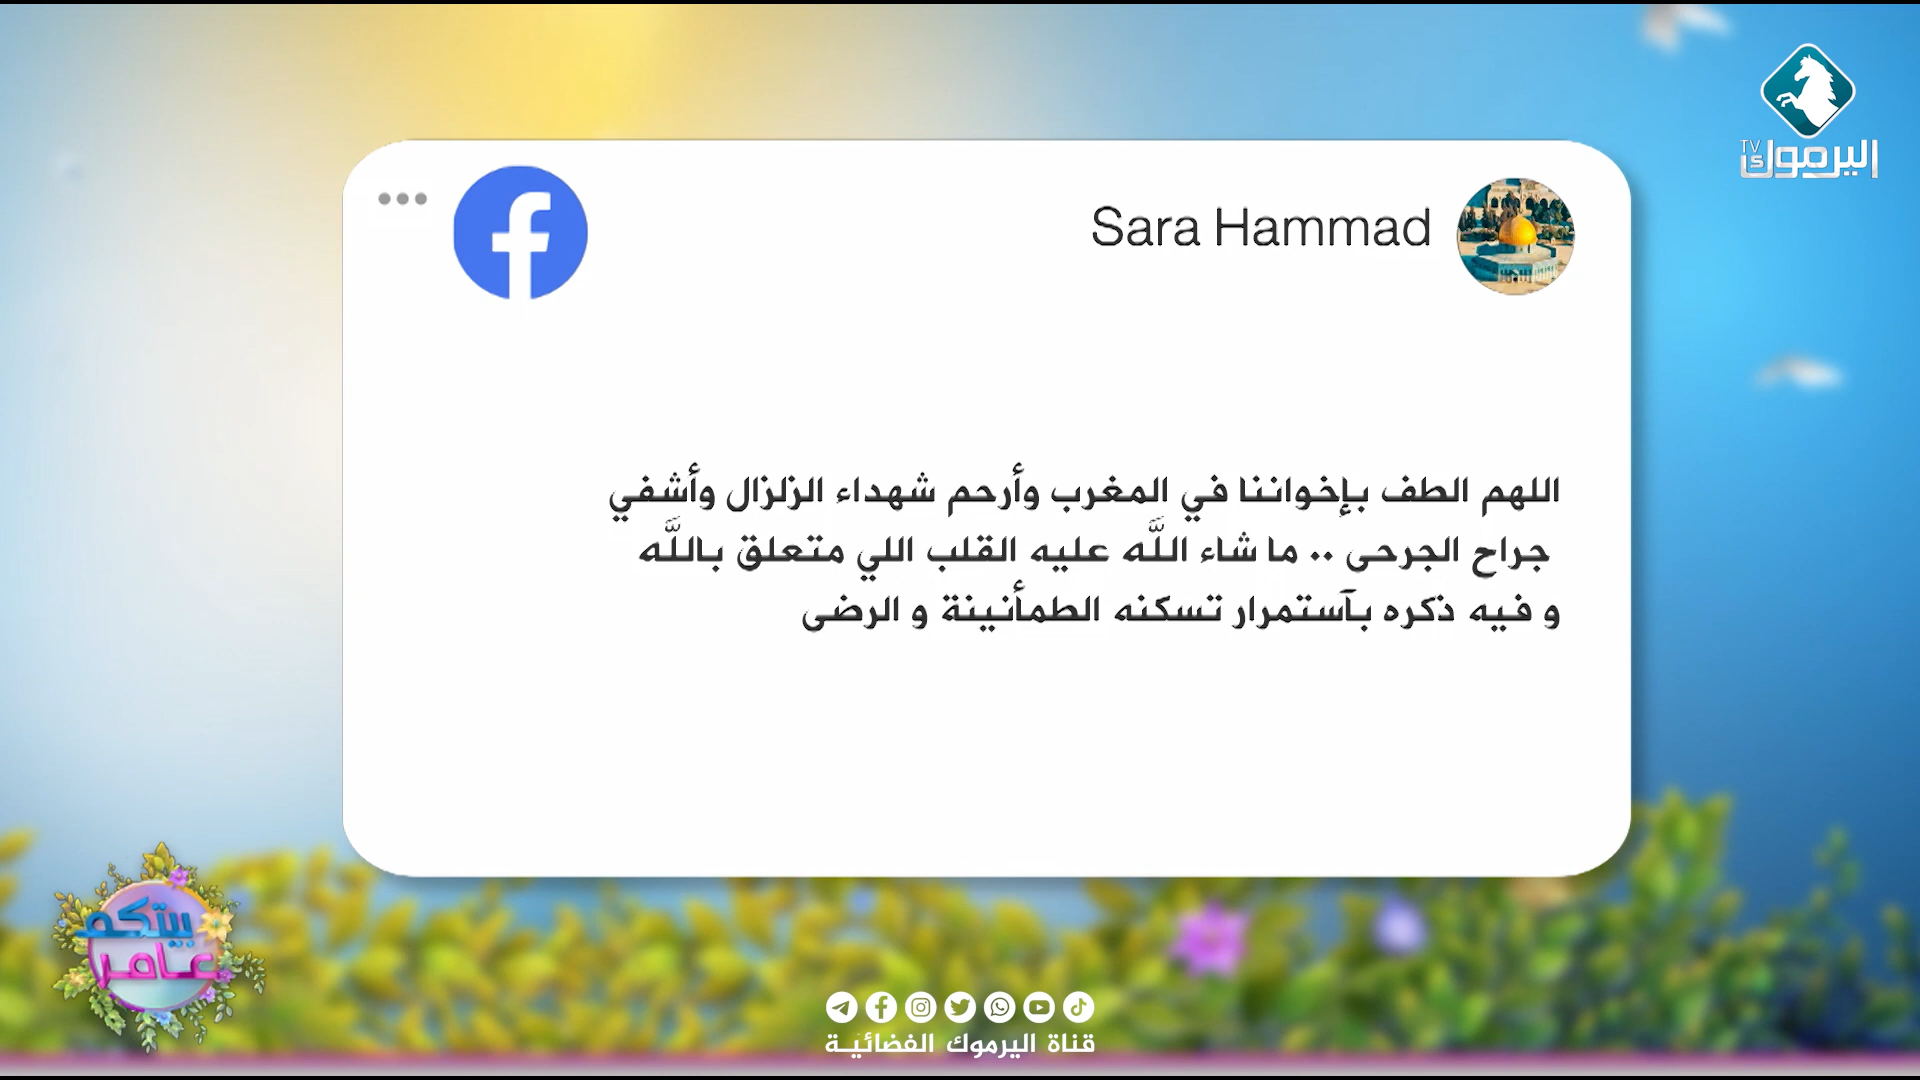 اليرموك
TV
Sara Hammad
اللهم الطف بإخواننا في المغرب وأرحم شهداء الزلزال وأشفي
جراح الجرحى .. ما شاء اللَّه عليه القلب اللي متعلق باللَّه
و فيه ذكره بآستمرار تسكنه الطمأنينة و الرضى
بيتكم
عامر
قناة اليرموك الفضائيـة